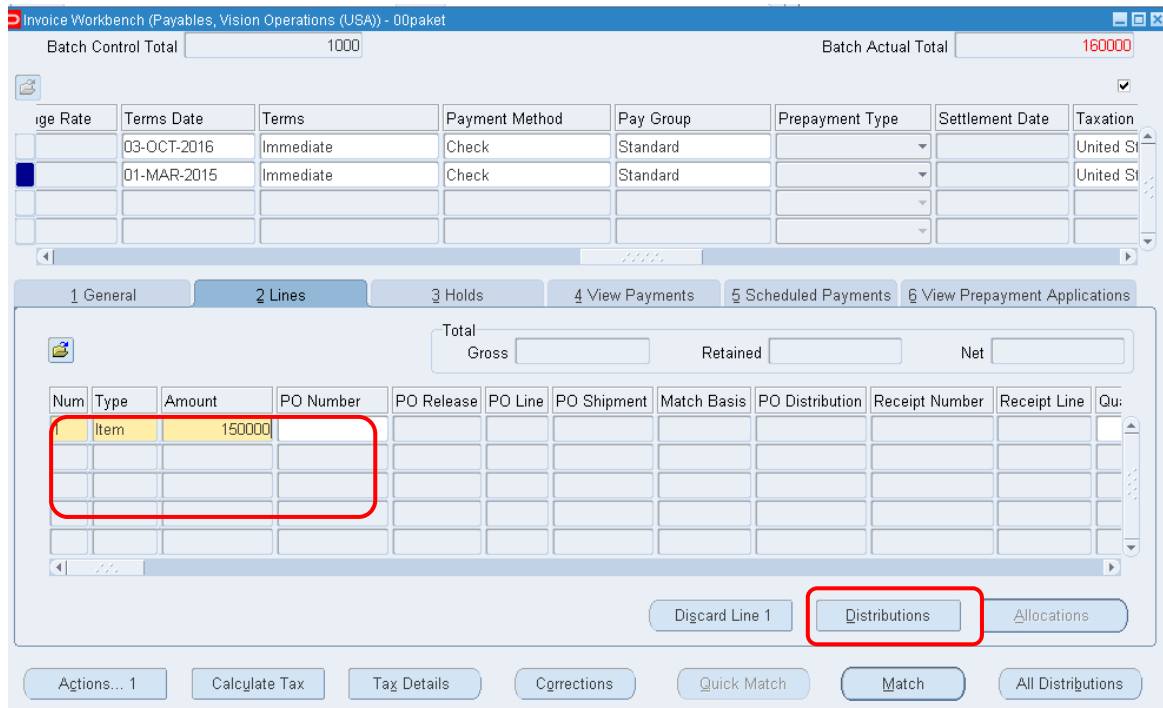 Invoice Workbench (Payables, Vision Operations (USA)) - 00paket
Batch Control Total 1000 Batch Actual Total 160000
ige Rate Terms Date Terms Payment Method Pay Group Prepayment Type Settlement Date Taxation
03-OCT-2016 Immediate Check Standard United St
01-MAR-2015 Immediate Check Standard United St
1 General 2 Lines 3 Holds 4 View Payments 5 Scheduled Payments 6 View Prepayment Applications
Total
Gross Retained Net
Num Type Amount PO Number PO Release PO Line PO Shipment Match Basis PO Distribution Receipt Number Receipt Line Qua
1 Item 150000
Discard Line 1 Distributions Allocations
Actions... 1 Calculate Tax Tax Details Corrections Quick Match Match All Distributions